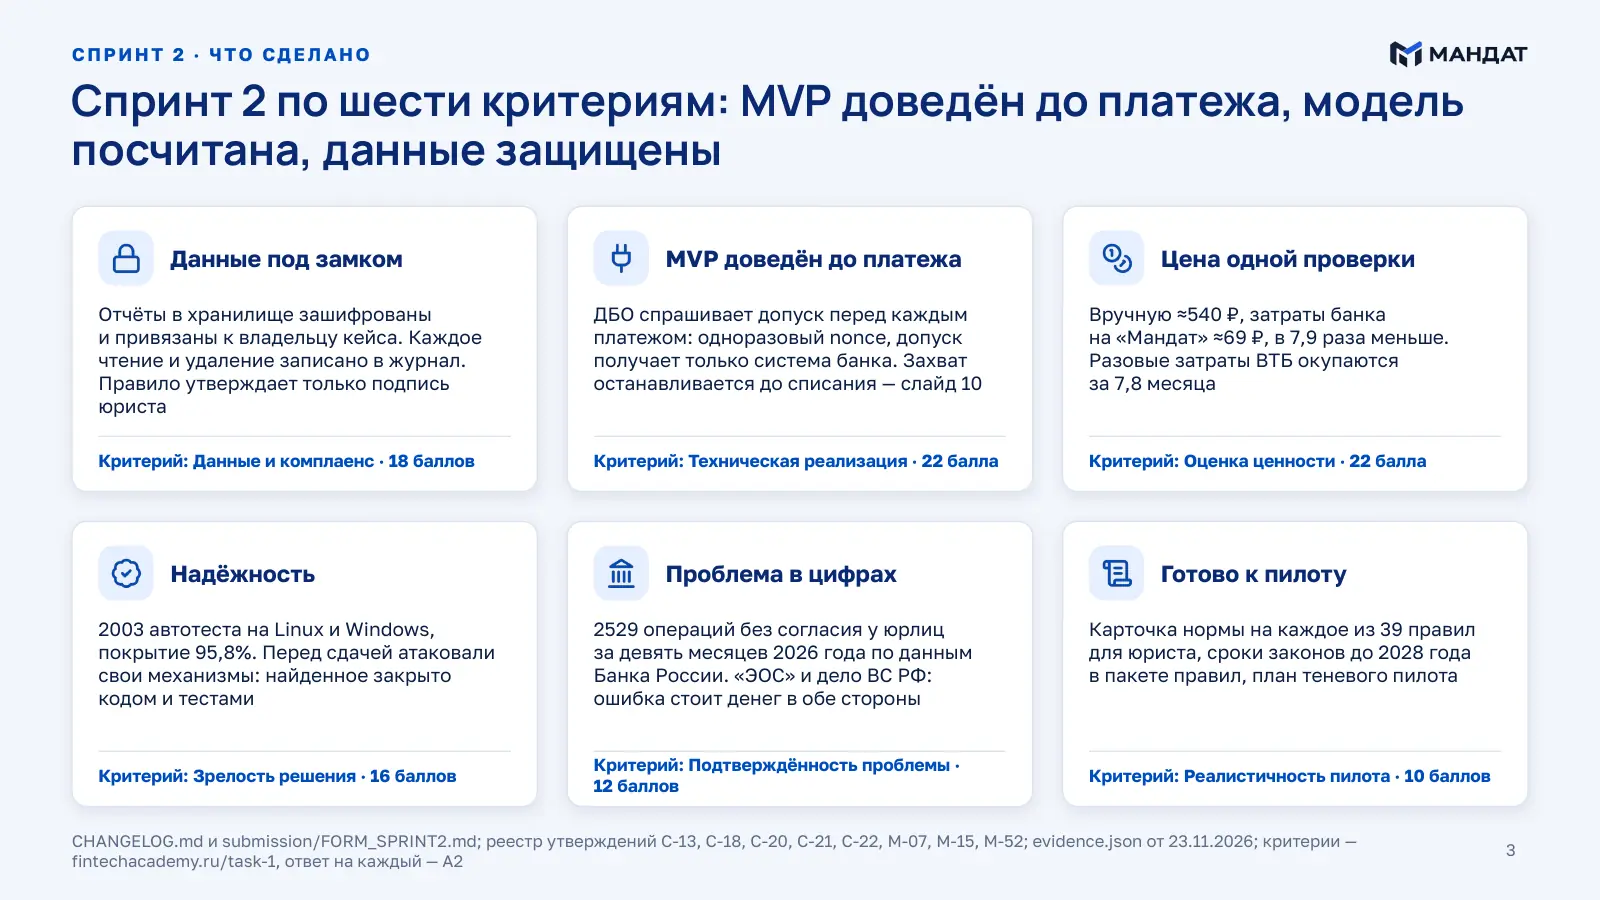 СПРИНТ 2 · ЧТО СДЕЛАНО
МАНДАТ
Спринт 2 по шести критериям: MVP доведён до платежа, модель
посчитана, данные защищены
Данные под замком
Отчёты в хранилище зашифрованы
и привязаны к владельцу кейса. Каждое
чтение и удаление записано в журнал.
Правило утверждает только подпись
юриста
Критерий: Данные и комплаенс · 18 баллов
MVP доведён до платежа
ДБО спрашивает допуск перед каждым
платежом: одноразовый nonce, допуск
получает только система банка. Захват
останавливается до списания — слайд 10
Критерий: Техническая реализация · 22 балла
Цена одной проверки
Вручную ≈540 ₽, затраты банка
на «Мандат» ≈69 ₽, в 7,9 раза меньше.
Разовые затраты ВТБ окупаются
за 7,8 месяца
Критерий: Оценка ценности · 22 балла
Надёжность
2003 автотеста на Linux и Windows,
покрытие 95,8%. Перед сдачей атаковали
свои механизмы: найденное закрыто
кодом и тестами
Критерий: Зрелость решения · 16 баллов
Проблема в цифрах
2529 операций без согласия у юрлиц
за девять месяцев 2026 года по данным
Банка России. «ЭОС» и дело ВС РФ:
ошибка стоит денег в обе стороны
Критерий: Подтверждённость проблемы ·
12 баллов
Готово к пилоту
Карточка нормы на каждое из 39 правил
для юриста, сроки законов до 2028 года
в пакете правил, план теневого пилота
Критерий: Реалистичность пилота · 10 баллов
CHANGELOG.md и submission/FORM_SPRINT2.md; реестр утверждений C-13, C-18, C-20, C-21, C-22, M-07, M-15, M-52; evidence.json от 23.11.2026; критерии —
fintechacademy.ru/task-1, ответ на каждый — А2
3